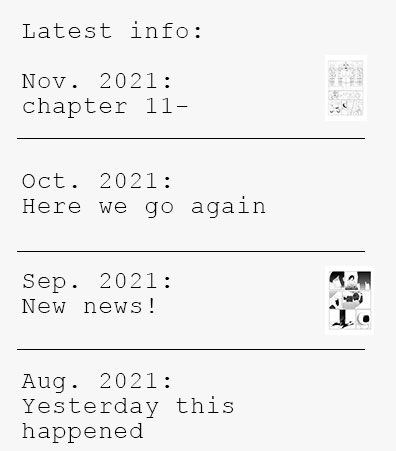 Latest info:
Nov. 2021:
chapter 11-
Oct. 2021:
Here we go again
Sep. 2021:
New news!
Aug. 2021:
Yesterday this
happened